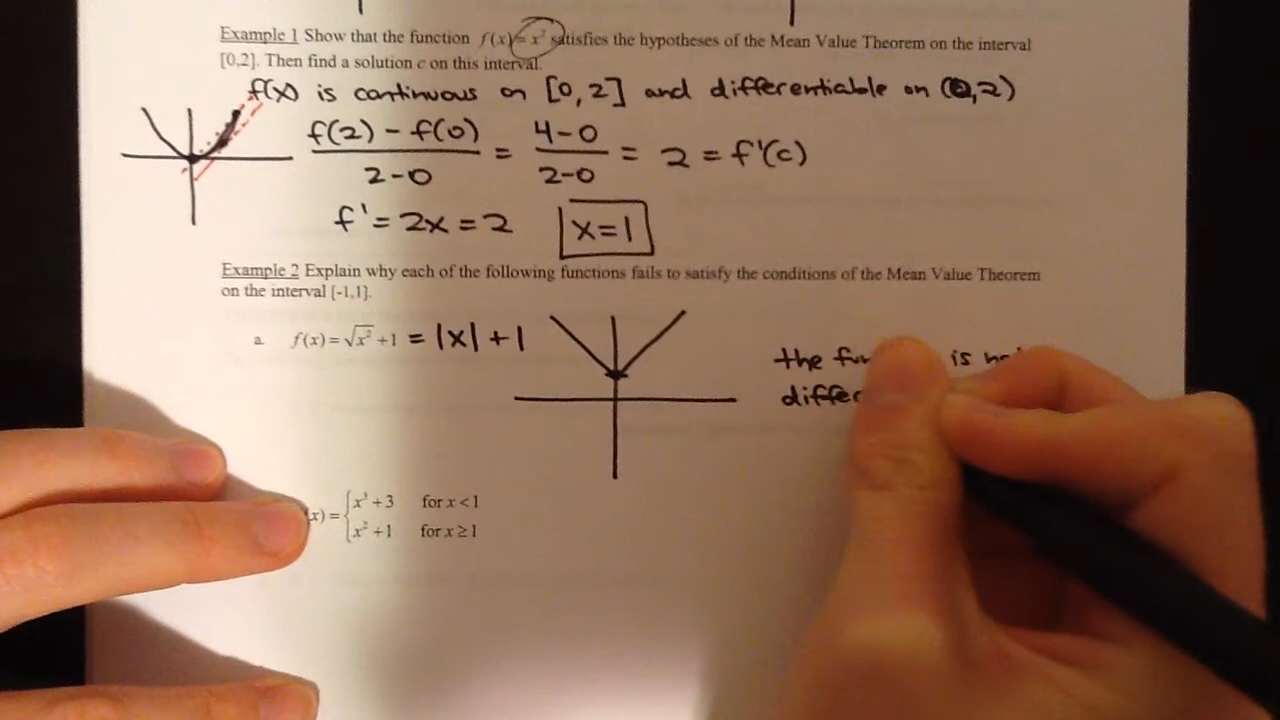 Example 1 Show that the function f(x) = x² satisfies the hypotheses of the Mean Value Theorem on the interval
[0,2]. Then find a solution c on this interval.
f(x) is continuous on [0,2] and differentiable on (0,2)
f(2) - f(0) / 2-0 = 4-0 / 2-0 = 2 = f'(c)
f' = 2x = 2 x=1
Example 2 Explain why each of the following functions fails to satisfy the conditions of the Mean Value Theorem
on the interval [-1,1].
a. f(x) = √x² +1 = |x| +1
the is
x) = { x³ +3 for x < 1
x² +1 for x ≥ 1